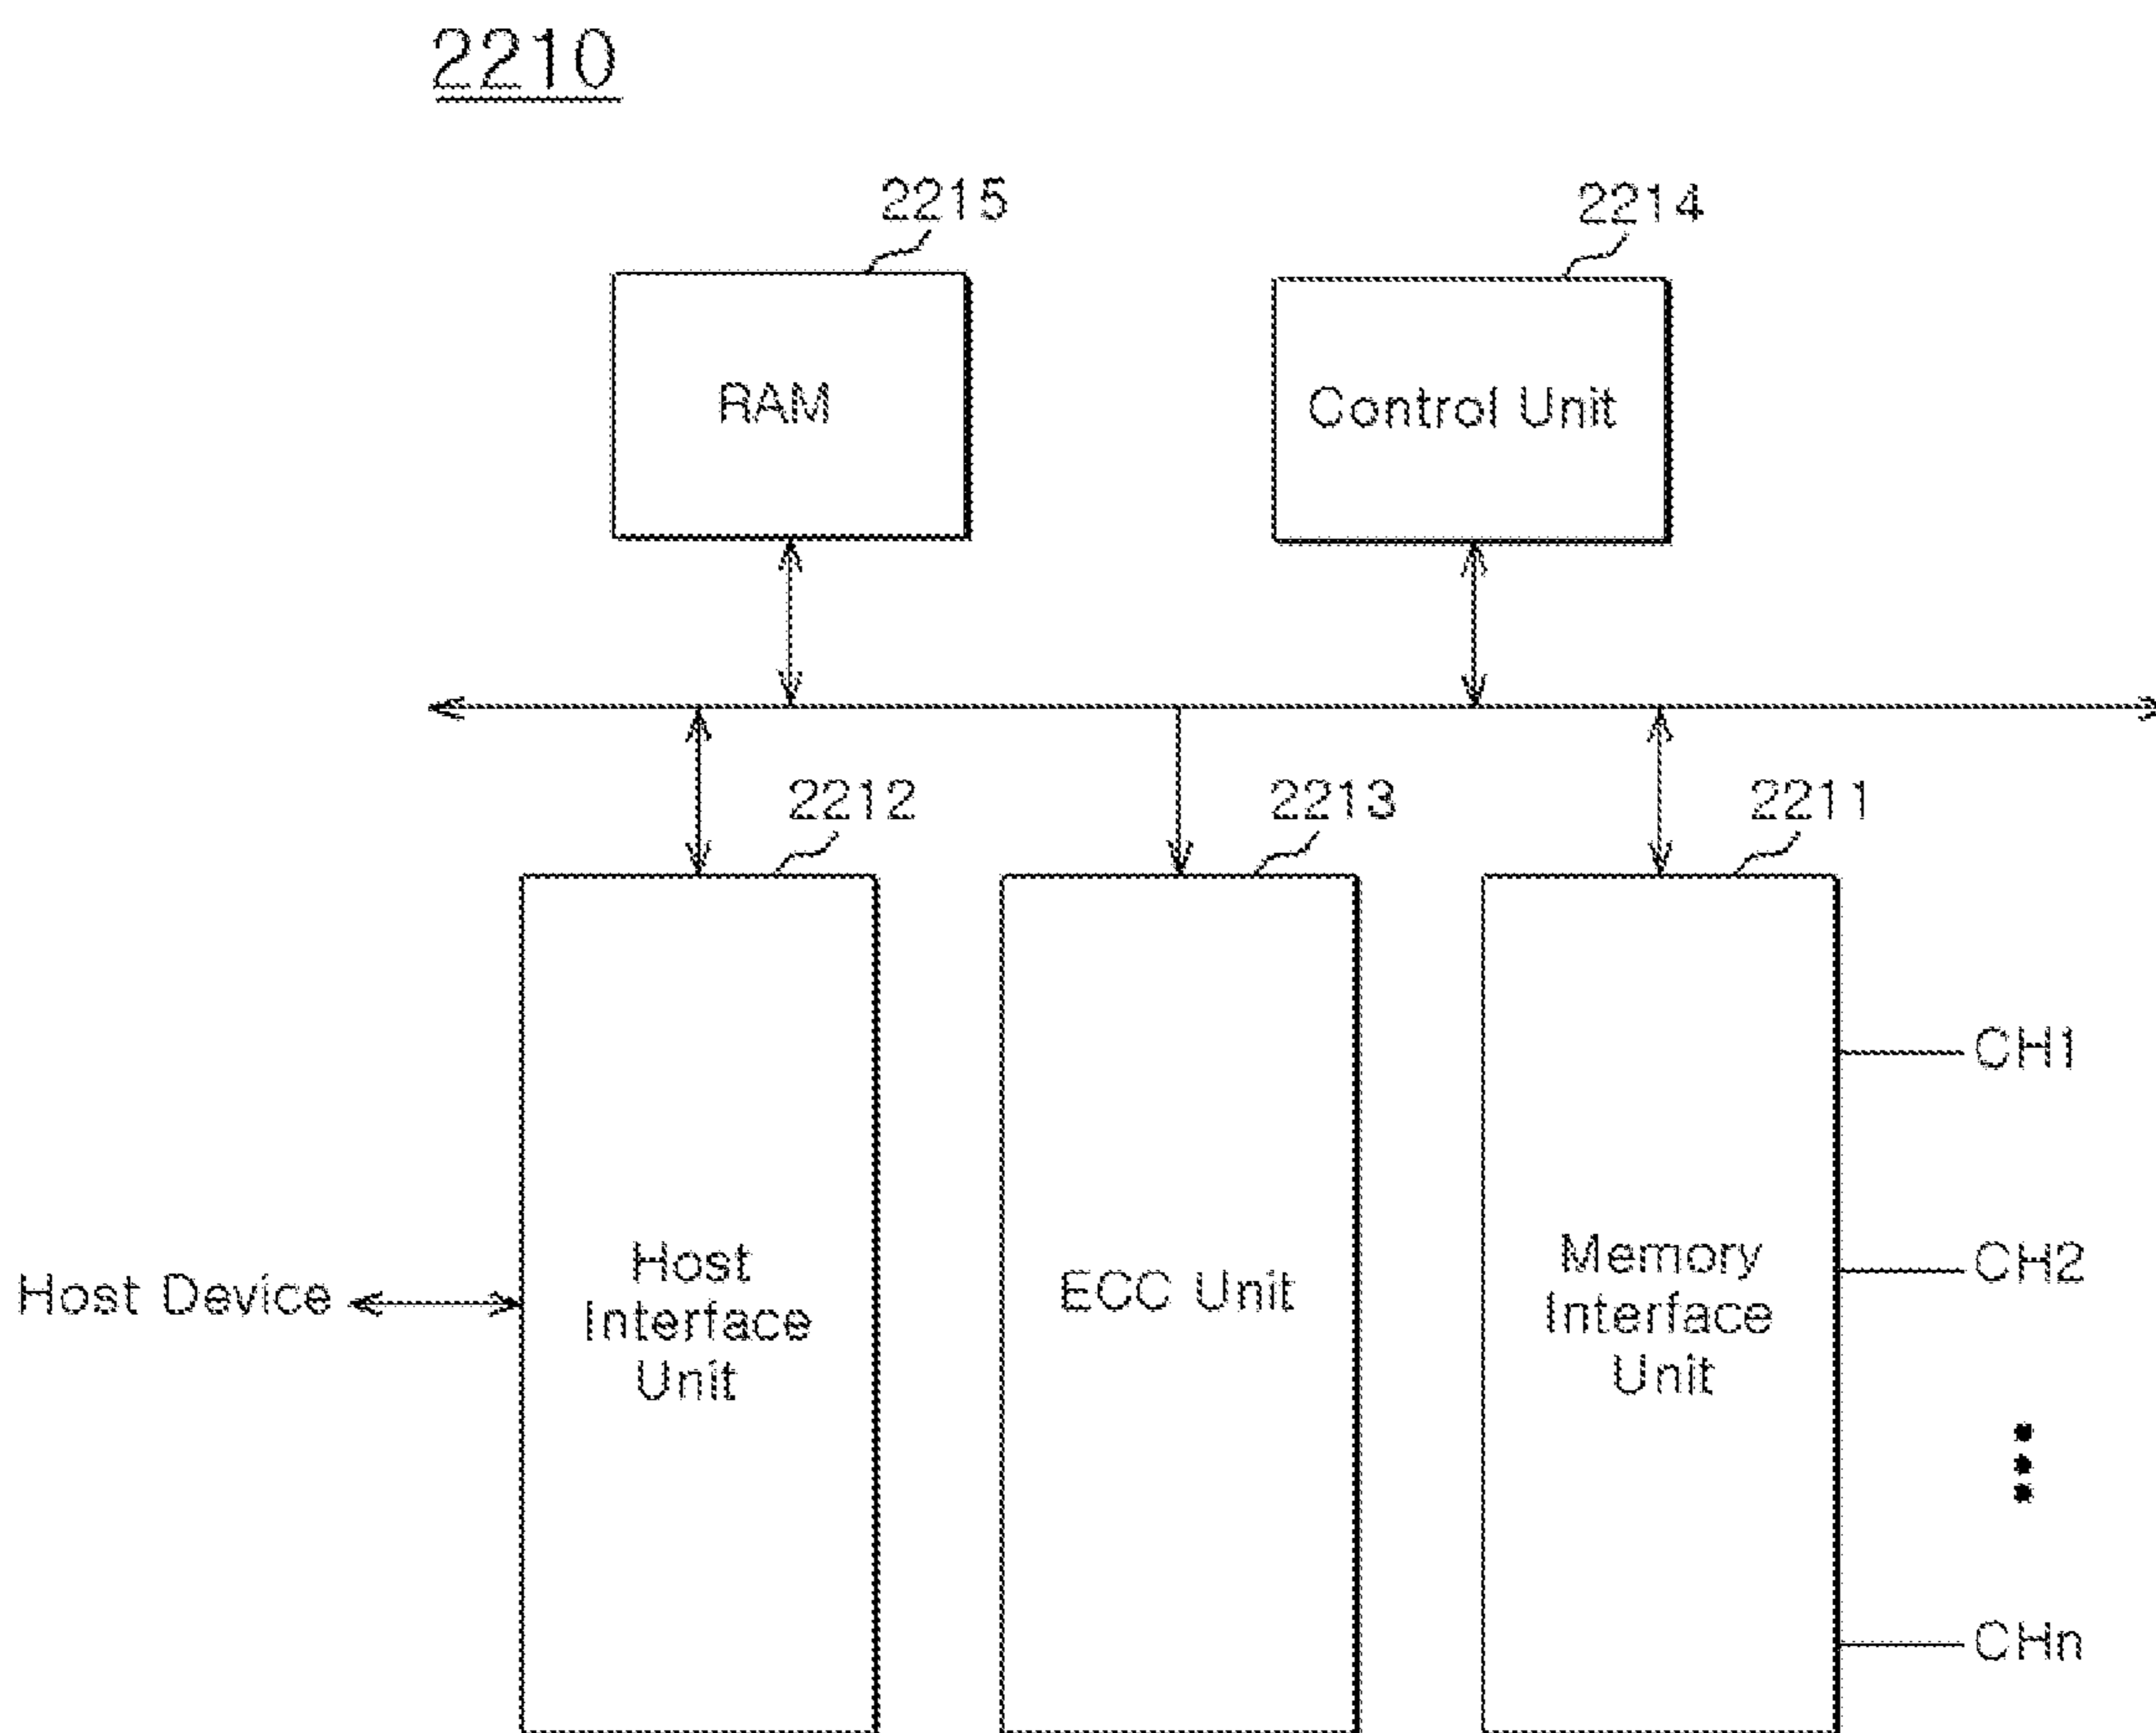 2210
2215
2214
RAM
Control Unit
2212
2213
2211
CH1
Host Device
Host
Interface
Unit
ECC Unit
Memory
Interface
Unit
CH2
CHn